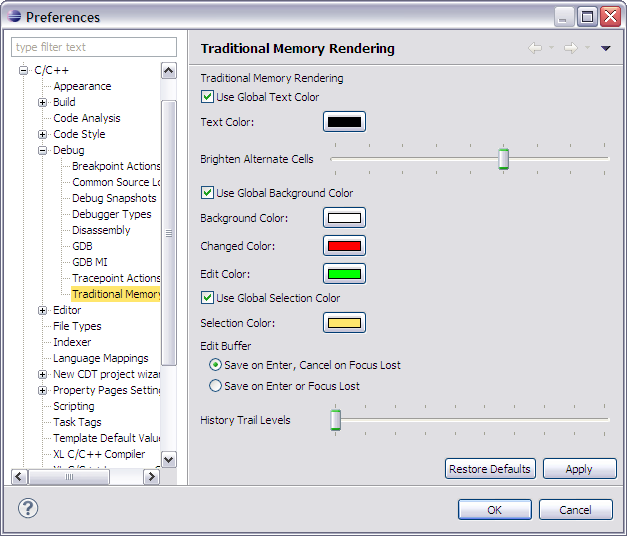 Preferences
type filter text
C/C++
Appearance
Build
Code Analysis
Code Style
Debug
Breakpoint Actions
Common Source Lo
Debug Snapshots
Debugger Types
Disassembly
GDB
GDB MI
Tracepoint Actions
Traditional Memory
Editor
File Types
Indexer
Language Mappings
New CDT project wizar
Property Pages Setting
Scripting
Task Tags
Template Default Value
XL C/C++ Compiler
Traditional Memory Rendering
Traditional Memory Rendering
Use Global Text Color
Text Color:
Brighten Alternate Cells
Use Global Background Color
Background Color:
Changed Color:
Edit Color:
Use Global Selection Color
Selection Color:
Edit Buffer
Save on Enter, Cancel on Focus Lost
Save on Enter or Focus Lost
History Trail Levels
Restore Defaults
Apply
?
OK
Cancel